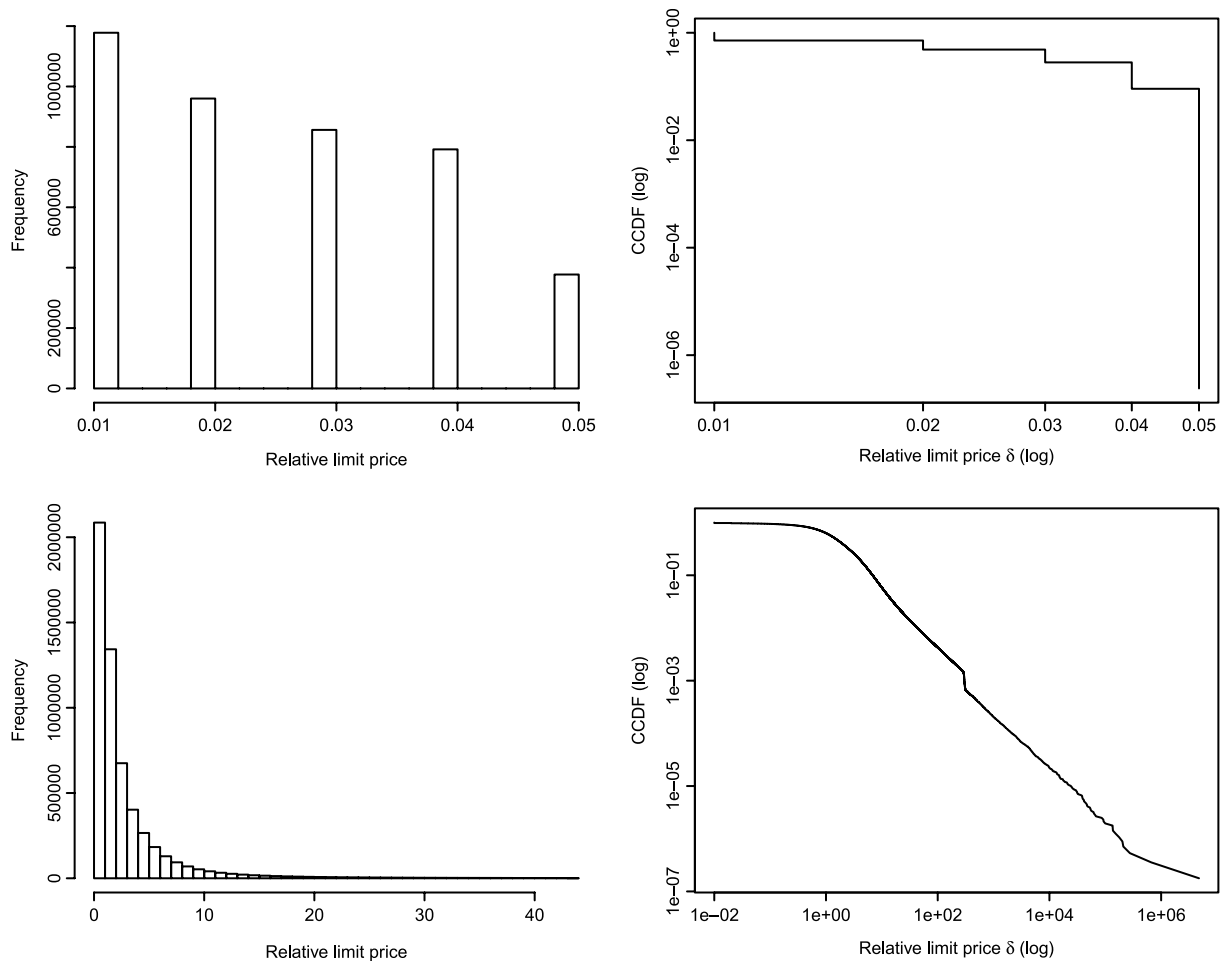 Frequency
0
200000
600000
1000000
0.01
0.02
0.03
0.04
0.05
Relative limit price
CCDF (log)
1e−06
1e−04
1e−02
1e+00
0.01
0.02
0.03
0.04
0.05
Relative limit price δ (log)
Frequency
0
500000
1000000
1500000
2000000
0
10
20
30
40
Relative limit price
CCDF (log)
1e−07
1e−05
1e−03
1e−01
1e−02
1e+00
1e+02
1e+04
1e+06
Relative limit price δ (log)